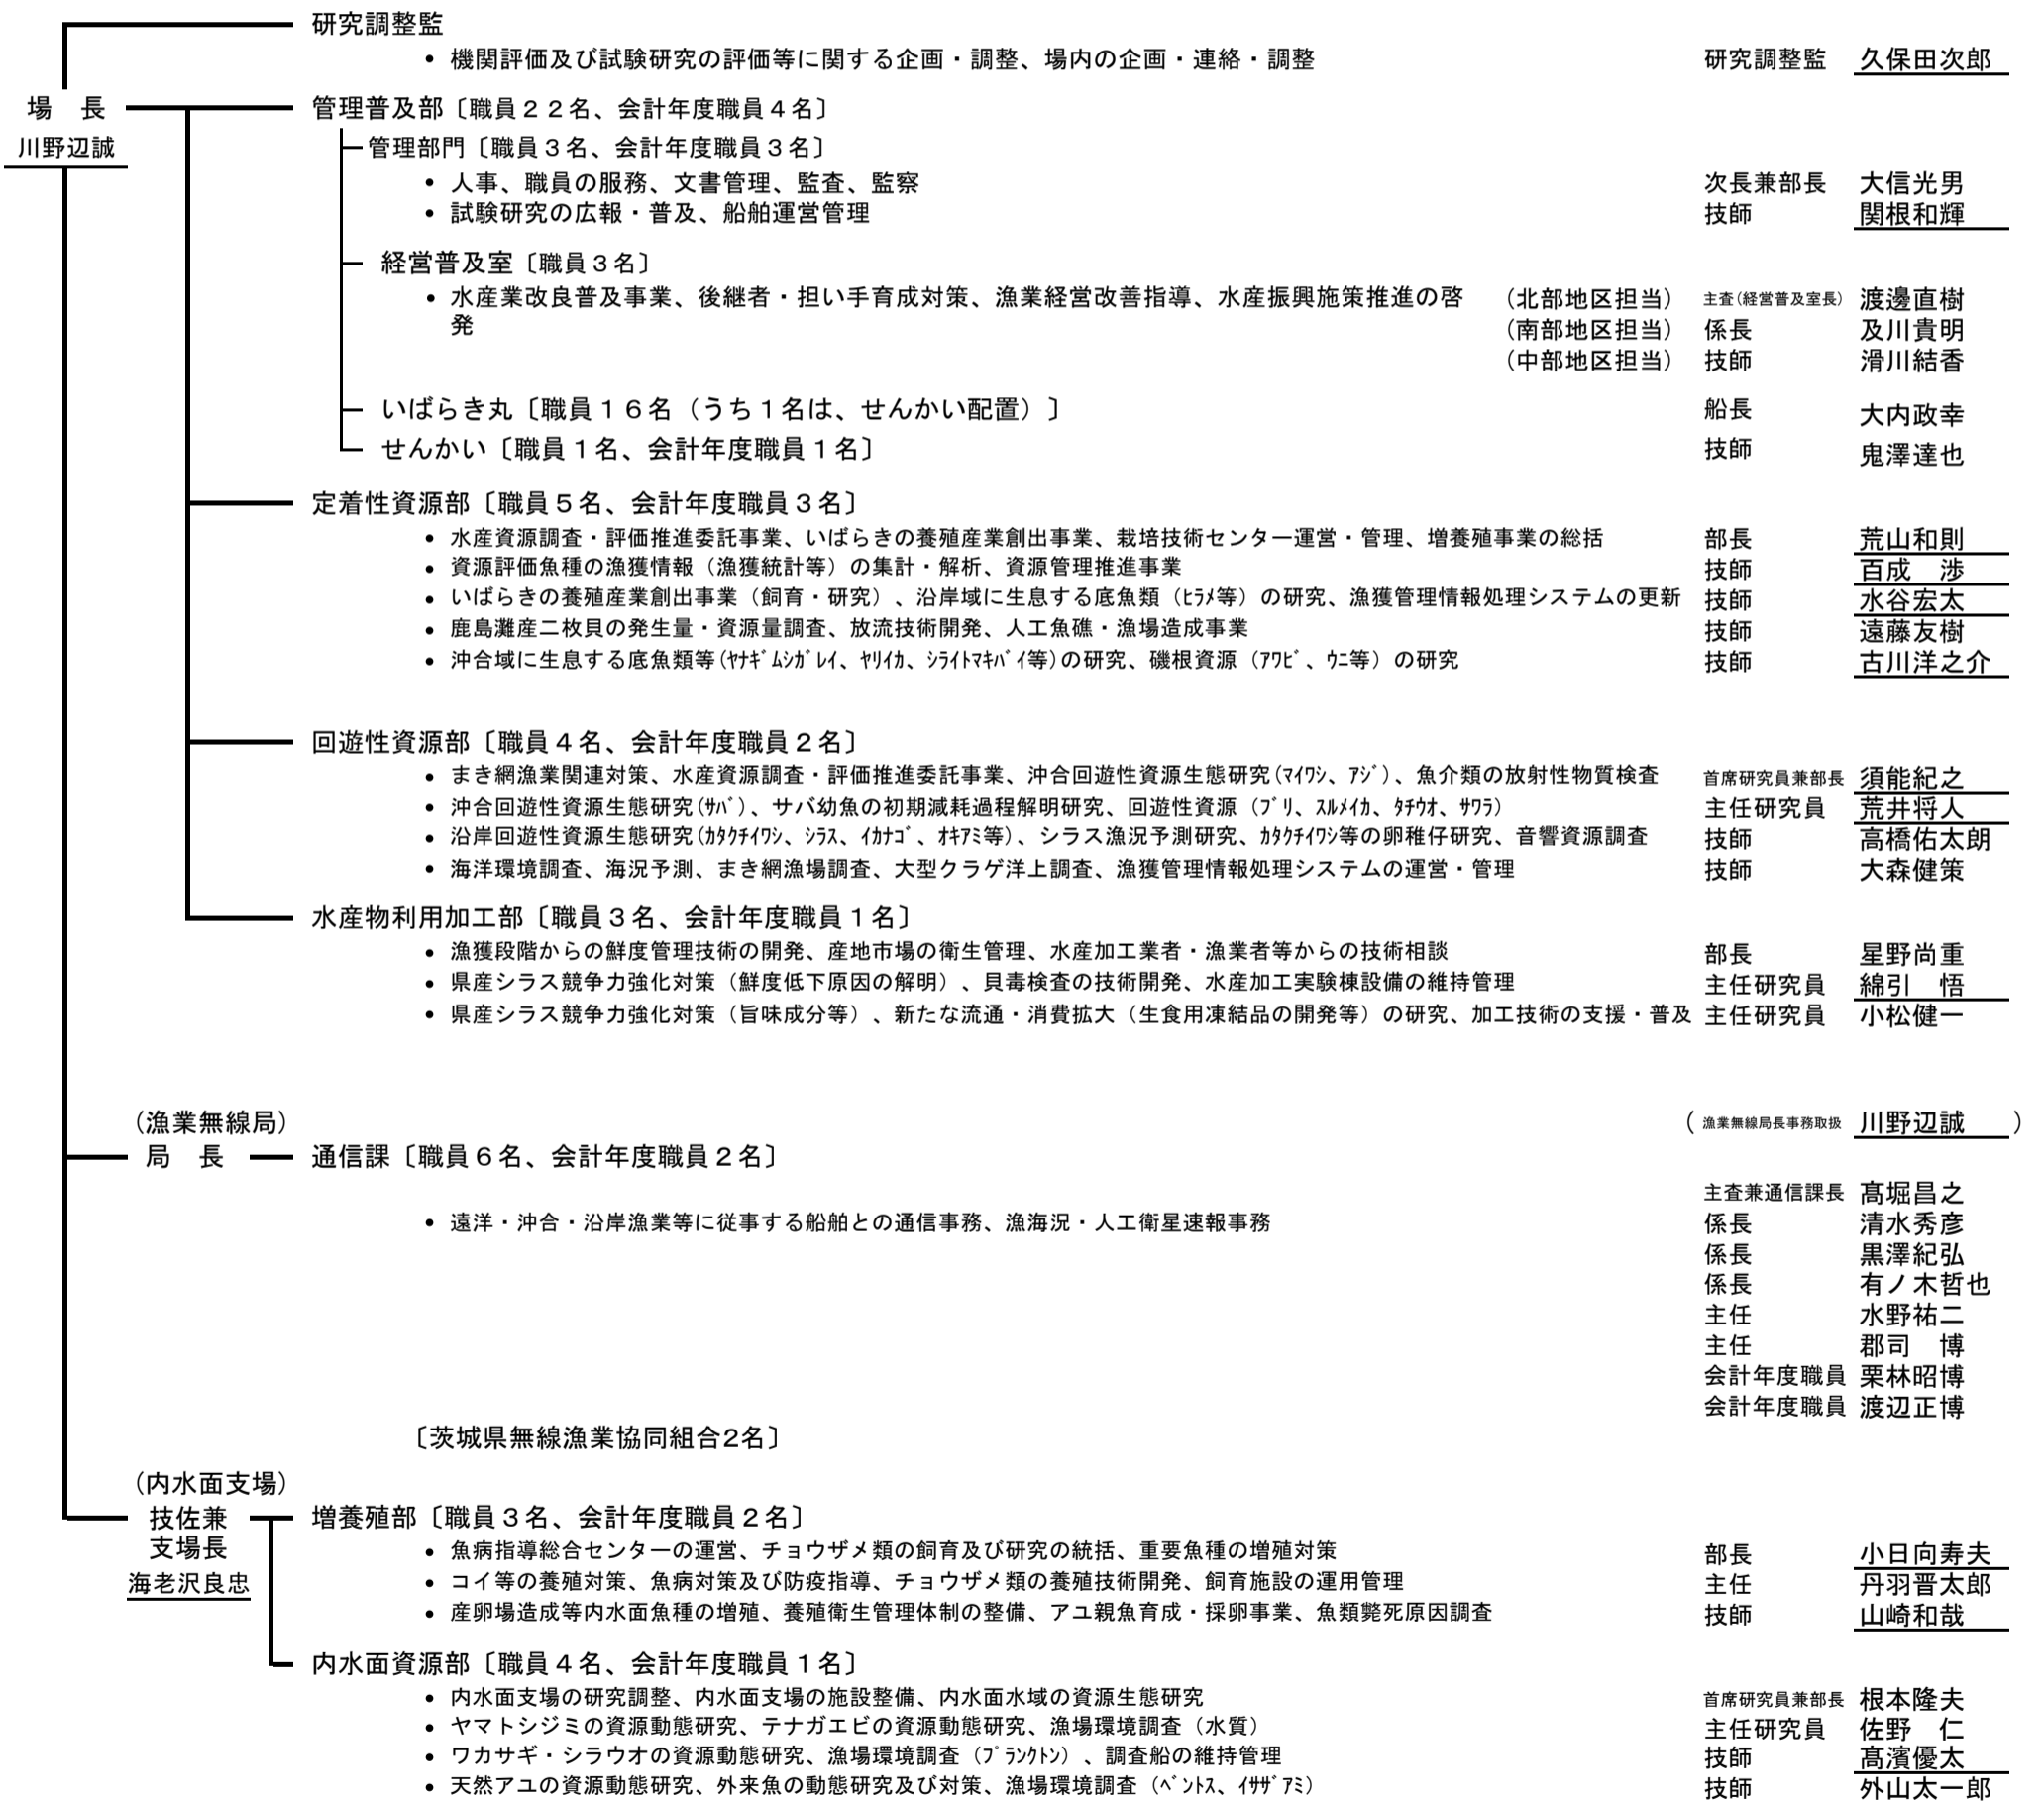 研究調整監
• 機関評価及び試験研究の評価等に関する企画・調整、場内の企画・連絡・調整 研究調整監 久保田次郎
場　長 管理普及部〔職員２２名、会計年度職員４名〕
川野辺誠 管理部門〔職員３名、会計年度職員３名〕
• 人事、職員の服務、文書管理、監査、監察 次長兼部長 大信光男
• 試験研究の広報・普及、船舶運営管理 技師 関根和輝
経営普及室〔職員３名〕
• 水産業改良普及事業、後継者・担い手育成対策、漁業経営改善指導、水産振興施策推進の啓 （北部地区担当） 主査(経営普及室長) 渡邊直樹
発 （南部地区担当） 係長 及川貴明
（中部地区担当） 技師 滑川結香
いばらき丸〔職員１６名（うち１名は、せんかい配置）〕 船長 大内政幸
せんかい〔職員１名、会計年度職員１名〕 技師 鬼澤達也
定着性資源部〔職員５名、会計年度職員３名〕
• 水産資源調査・評価推進委託事業、いばらきの養殖産業創出事業、栽培技術センター運営・管理、増養殖事業の総括 部長 荒山和則
• 資源評価魚種の漁獲情報（漁獲統計等）の集計・解析、資源管理推進事業 技師 百成　渉
• いばらきの養殖産業創出事業（飼育・研究）、沿岸域に生息する底魚類（ﾋﾗﾒ等）の研究、漁獲管理情報処理システムの更新 技師 水谷宏太
• 鹿島灘産二枚貝の発生量・資源量調査、放流技術開発、人工魚礁・漁場造成事業 技師 遠藤友樹
• 沖合域に生息する底魚類等(ﾔﾅｷﾞﾑｼｶﾞﾚｲ、ﾔﾘｲｶ、ｼﾗｲﾄﾏｷﾊﾞｲ等)の研究、磯根資源（ｱﾜﾋﾞ、ｳﾆ等）の研究 技師 古川洋之介
回遊性資源部〔職員４名、会計年度職員２名〕
• まき網漁業関連対策、水産資源調査・評価推進委託事業、沖合回遊性資源生態研究(ﾏｲﾜｼ、ｱｼﾞ)、魚介類の放射性物質検査 首席研究員兼部長 須能紀之
• 沖合回遊性資源生態研究(ｻﾊﾞ)、サバ幼魚の初期減耗過程解明研究、回遊性資源（ﾌﾞﾘ、ｽﾙﾒｲｶ、ﾀﾁｳｵ、ｻﾜﾗ） 主任研究員 荒井将人
• 沿岸回遊性資源生態研究(ｶﾀｸﾁｲﾜｼ、ｼﾗｽ、ｲｶﾅｺﾞ、ｵｷｱﾐ等)、シラス漁況予測研究、ｶﾀｸﾁｲﾜｼ等の卵稚仔研究、音響資源調査 技師 高橋佑太朗
• 海洋環境調査、海況予測、まき網漁場調査、大型クラゲ洋上調査、漁獲管理情報処理システムの運営・管理 技師 大森健策
水産物利用加工部〔職員３名、会計年度職員１名〕
• 漁獲段階からの鮮度管理技術の開発、産地市場の衛生管理、水産加工業者・漁業者等からの技術相談 部長 星野尚重
• 県産シラス競争力強化対策（鮮度低下原因の解明）、貝毒検査の技術開発、水産加工実験棟設備の維持管理 主任研究員 綿引　悟
• 県産シラス競争力強化対策（旨味成分等）、新たな流通・消費拡大（生食用凍結品の開発等）の研究、加工技術の支援・普及 主任研究員 小松健一
（漁業無線局） （ 漁業無線局長事務取扱 川野辺誠 ）
局　長 通信課〔職員６名、会計年度職員２名〕
主査兼通信課長 髙堀昌之
• 遠洋・沖合・沿岸漁業等に従事する船舶との通信事務、漁海況・人工衛星速報事務 係長 清水秀彦
係長 黒澤紀弘
係長 有ノ木哲也
主任 水野祐二
主任 郡司　博
会計年度職員 栗林昭博
会計年度職員 渡辺正博
〔茨城県無線漁業協同組合2名〕
（内水面支場）
技佐兼 増養殖部〔職員３名、会計年度職員２名〕
支場長 • 魚病指導総合センターの運営、チョウザメ類の飼育及び研究の統括、重要魚種の増殖対策 部長 小日向寿夫
海老沢良忠 • コイ等の養殖対策、魚病対策及び防疫指導、チョウザメ類の養殖技術開発、飼育施設の運用管理 主任 丹羽晋太郎
• 産卵場造成等内水面魚種の増殖、養殖衛生管理体制の整備、アユ親魚育成・採卵事業、魚類斃死原因調査 技師 山崎和哉
内水面資源部〔職員４名、会計年度職員１名〕
• 内水面支場の研究調整、内水面支場の施設整備、内水面水域の資源生態研究 首席研究員兼部長 根本隆夫
• ヤマトシジミの資源動態研究、テナガエビの資源動態研究、漁場環境調査（水質） 主任研究員 佐野　仁
• ワカサギ・シラウオの資源動態研究、漁場環境調査（ﾌﾟﾗﾝｸﾄﾝ）、調査船の維持管理 技師 髙濱優太
• 天然アユの資源動態研究、外来魚の動態研究及び対策、漁場環境調査（ﾍﾞﾝﾄｽ、ｲｻｻﾞｱﾐ） 技師 外山太一郎